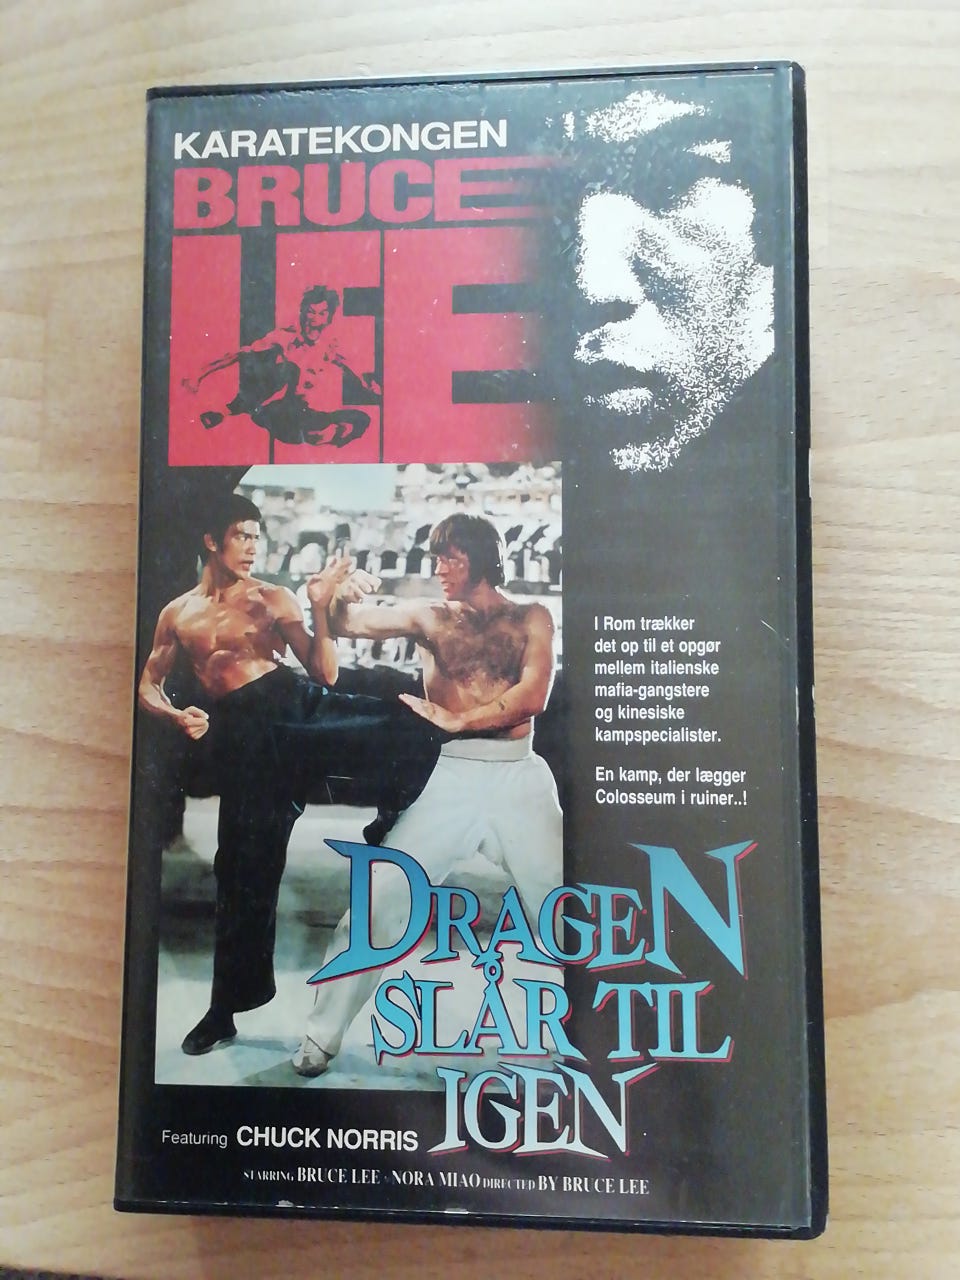 KARATEKONGEN
BRUCE
LEE
I Rom trækker
det op til et opgør
mellem italienske
mafia-gangstere
og kinesiske
kampspecialister.
En kamp, der lægger
Colosseum i ruiner..!
DRAGEN
SLÅR TIL
IGEN
Featuring CHUCK NORRIS
STARRING BRUCE LEE · NORA MIAO DIRECTED BY BRUCE LEE